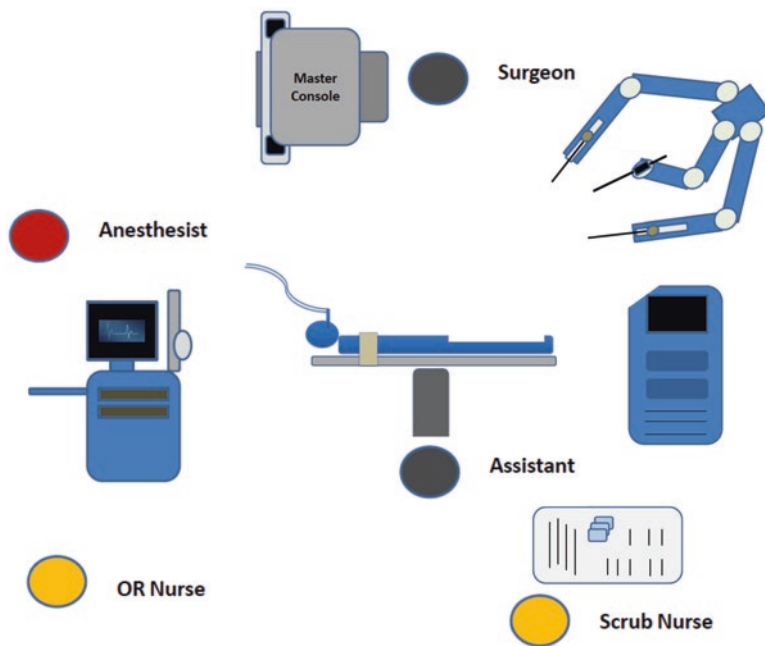 Master
Console
Surgeon
Anesthesist
Assistant
OR Nurse
Scrub Nurse